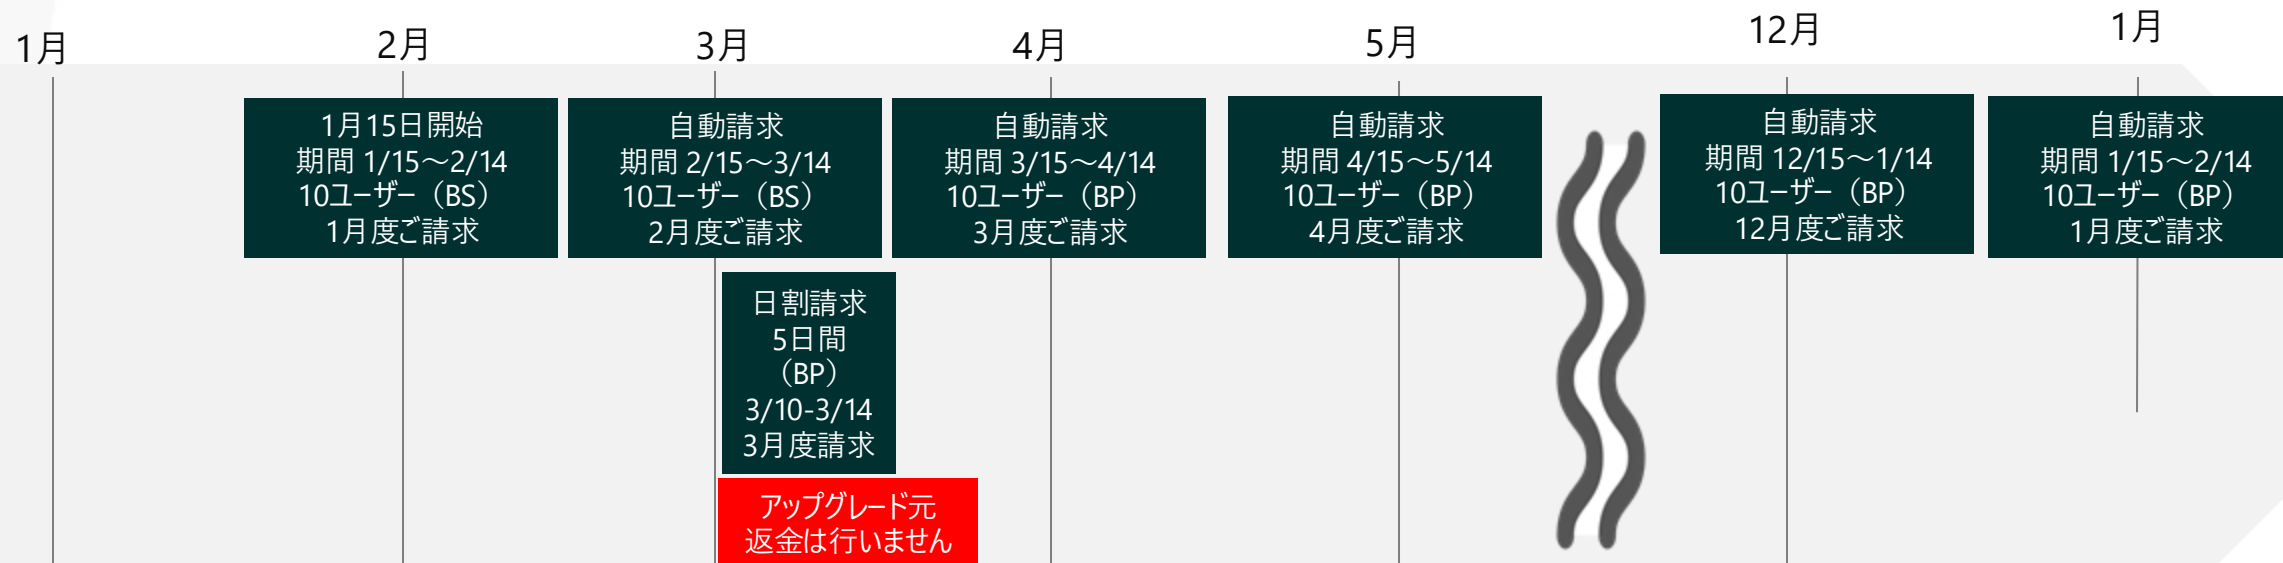 1月
2月
3月
4月
5月
12月
1月
1月15日開始
期間 1/15～2/14
10ユーザー（BS）
1月度ご請求
自動請求
期間 2/15～3/14
10ユーザー（BS）
2月度ご請求
自動請求
期間 3/15～4/14
10ユーザー（BP）
3月度ご請求
自動請求
期間 4/15～5/14
10ユーザー（BP）
4月度ご請求
自動請求
期間 12/15～1/14
10ユーザー（BP）
12月度ご請求
自動請求
期間 1/15～2/14
10ユーザー（BP）
1月度ご請求
日割請求
5日間
（BP）
3/10-3/14
3月度請求
アップグレード元
返金は行いません